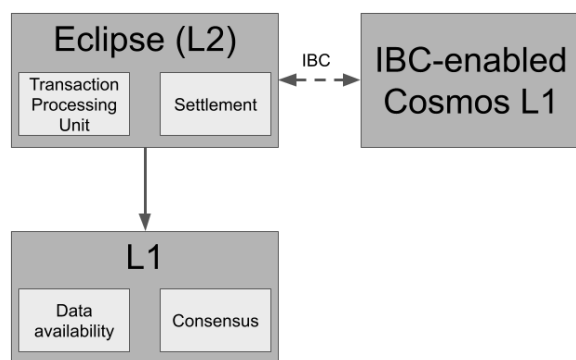 Eclipse (L2)
Transaction
Processing
Unit
Settlement
IBC
IBC-enabled
Cosmos L1
L1
Data
availability
Consensus